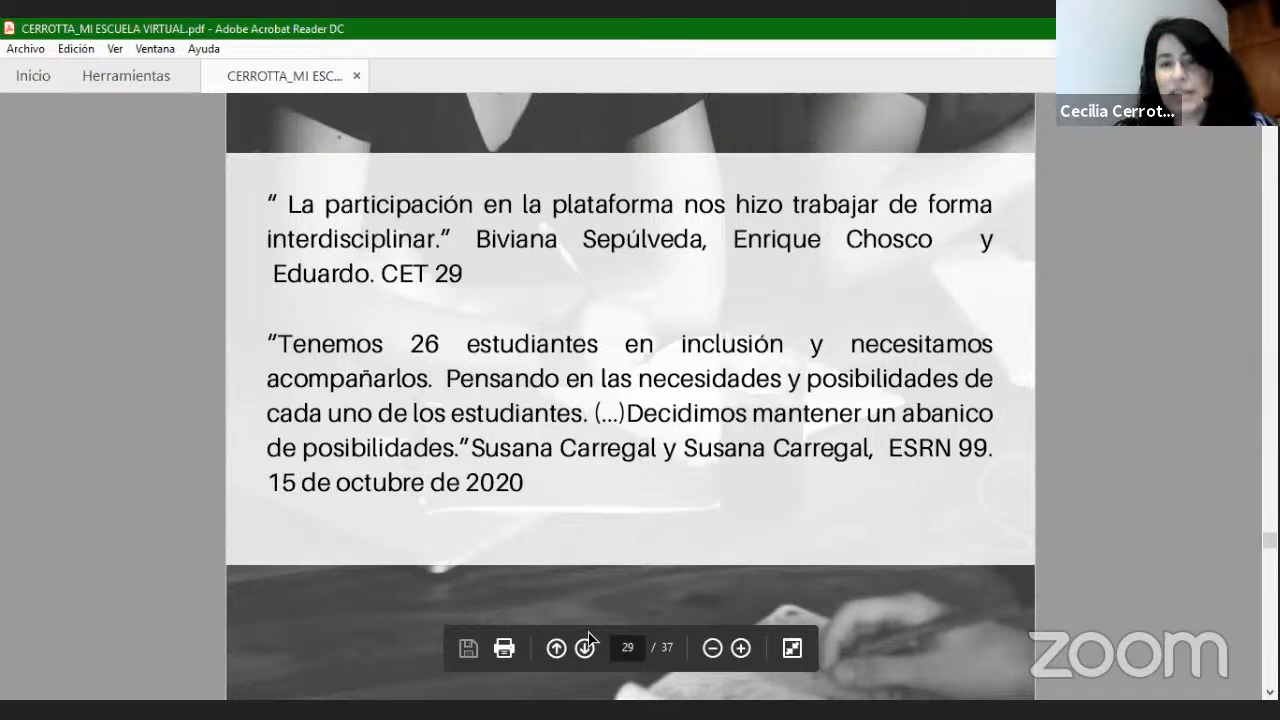 CERROTTA_MI ESCUELA VIRTUAL.pdf - Adobe Acrobat Reader DC
Archivo Edición Ver Ventana Ayuda
Inicio Herramientas CERROTTA_MI ESC... ×
Cecilia Cerrot...
“ La participación en la plataforma nos hizo trabajar de forma
interdisciplinar.” Biviana Sepúlveda, Enrique Chosco y
Eduardo. CET 29
“Tenemos 26 estudiantes en inclusión y necesitamos
acompañarlos. Pensando en las necesidades y posibilidades de
cada uno de los estudiantes. (...)Decidimos mantener un abanico
de posibilidades.”Susana Carregal y Susana Carregal, ESRN 99.
15 de octubre de 2020
29 / 37
zoom